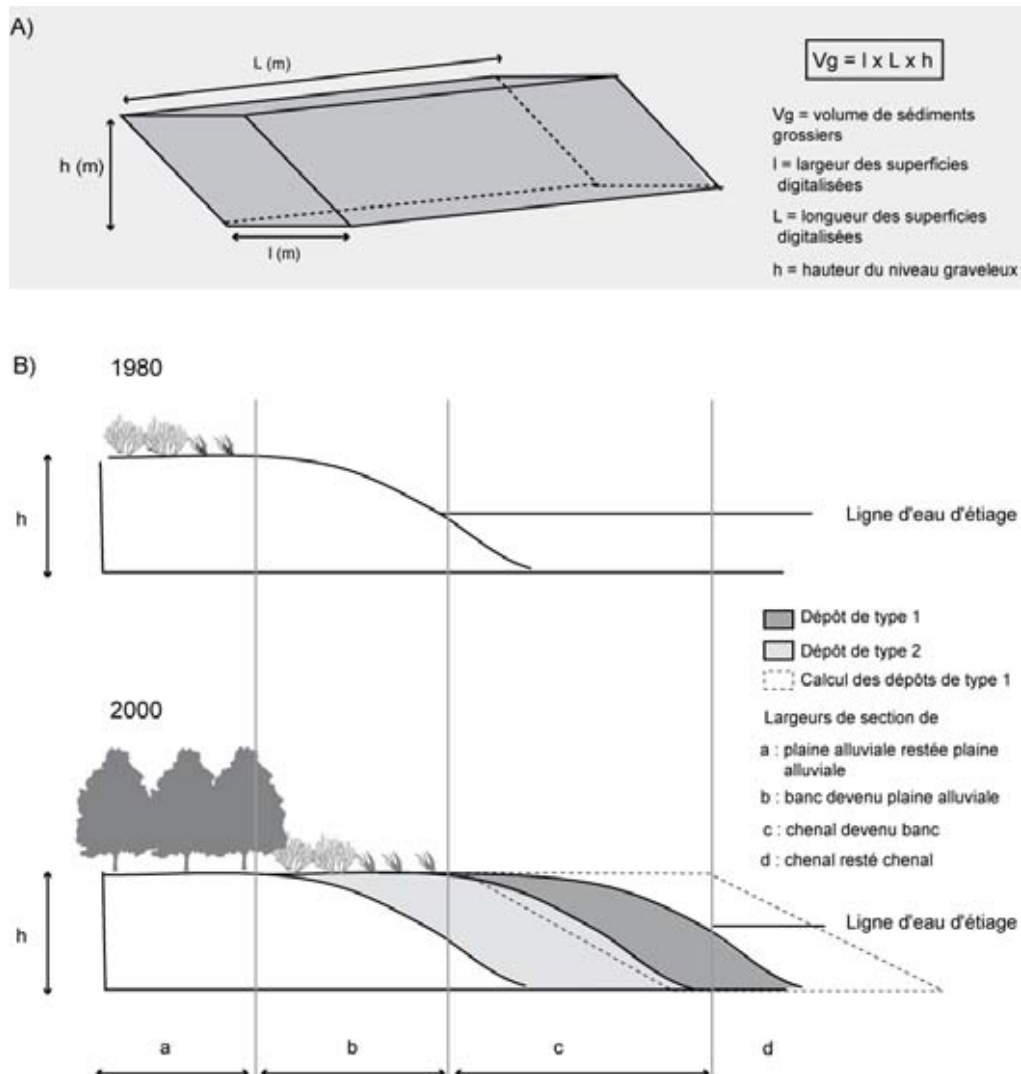 A)
L (m)
h (m)
l (m)
Vg = l x L x h
Vg = volume de sédiments
grossiers
l = largeur des superficies
digitalisées
L = longueur des superficies
digitalisées
h = hauteur du niveau graveleux
B)
1980
h
Ligne d'eau d'étiage
Dépôt de type 1
Dépôt de type 2
Calcul des dépôts de type 1
Largeurs de section de
a : plaine alluviale restée plaine
alluviale
b : banc devenu plaine alluviale
c : chenal devenu banc
d : chenal resté chenal
2000
h
Ligne d'eau d'étiage
a
b
c
d